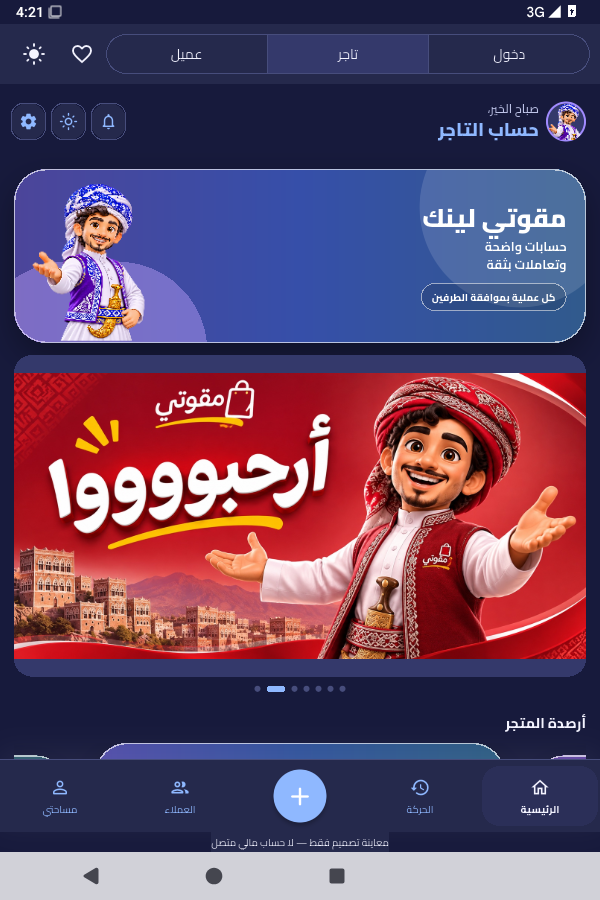 4:21
3G
دخول
تاجر
عميل
صباح الخير،
حساب التاجر
مقوتي لينك
حسابات واضحة
وتعاملات بثقة
كل عملية بموافقة الطرفين
مقوتي
أرحبووووا
مقوتي
أرصدة المتجر
الرئيسية
الحركة
العملاء
مساحتي
معاينة تصميم فقط — لا حساب مالي متصل